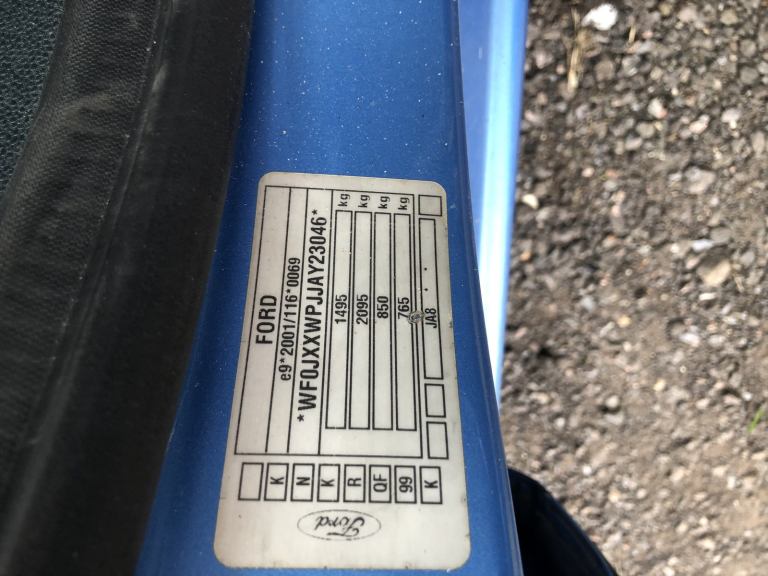 FORD
e9*2001/116*0069
*WF0JXXWPJJAY23046*
1495 kg
2095 kg
850 kg
765 kg
JA8 . .
K N K R QF 99 K
Ford